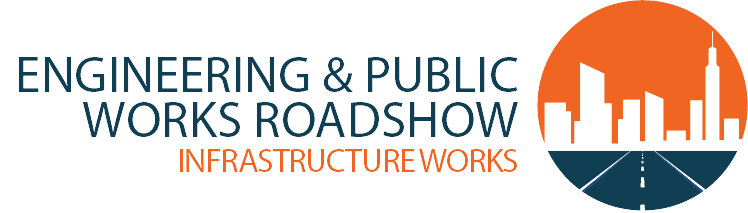 ENGINEERING & PUBLIC
WORKS ROADSHOW
INFRASTRUCTURE WORKS